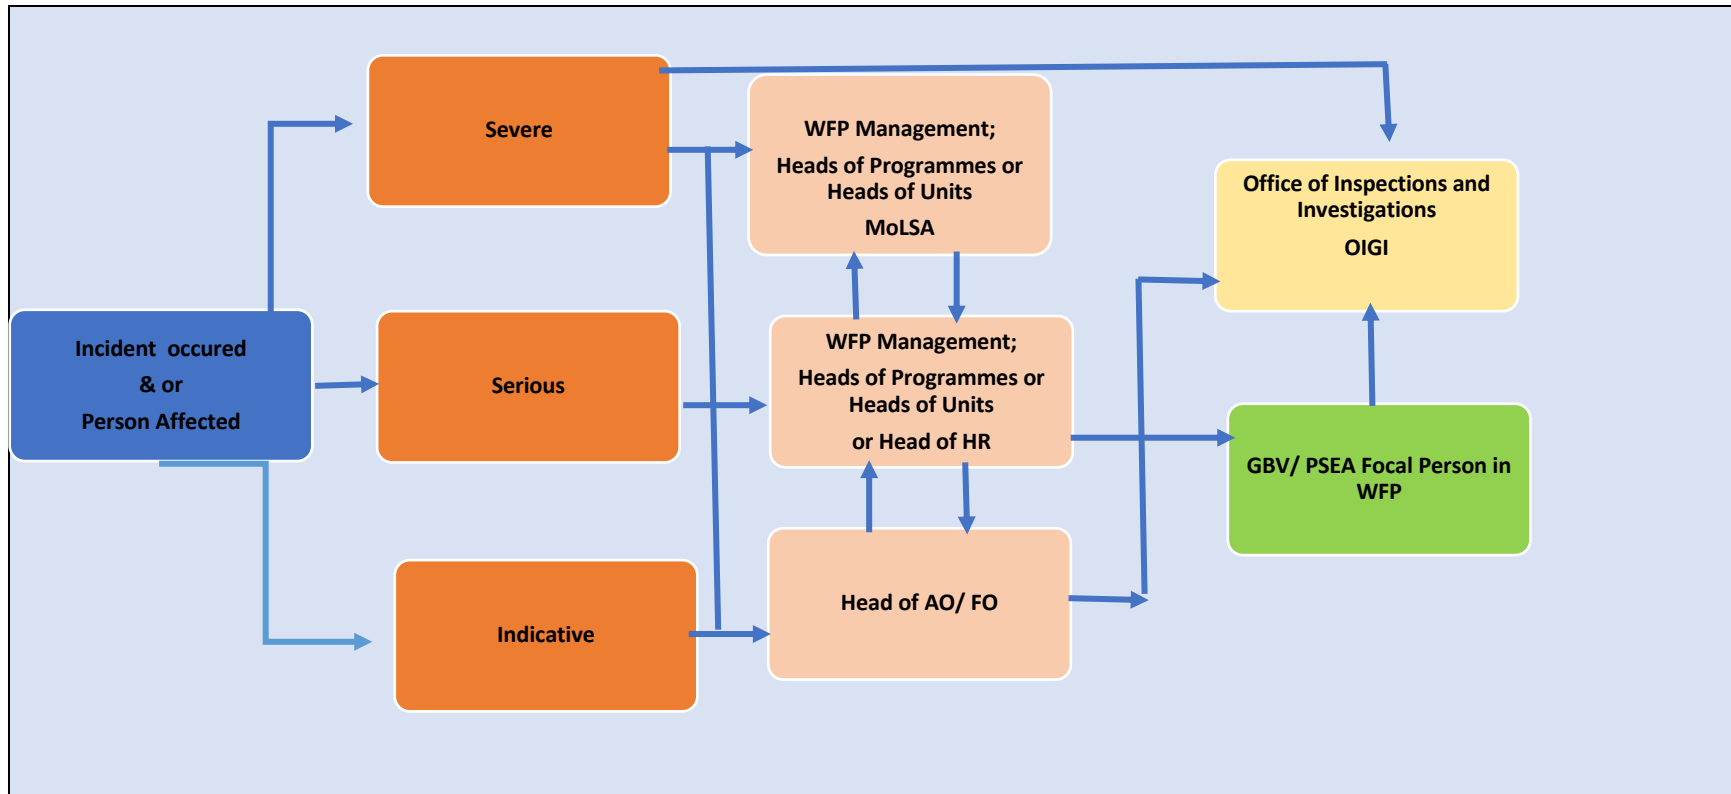 Severe
WFP Management;
Heads of Programmes or
Heads of Units
MoLSA
Office of Inspections and
Investigations
OIGI
Incident occured
& or
Person Affected
Serious
WFP Management;
Heads of Programmes or
Heads of Units
or Head of HR
GBV/ PSEA Focal Person in
WFP
Indicative
Head of AO/ FO